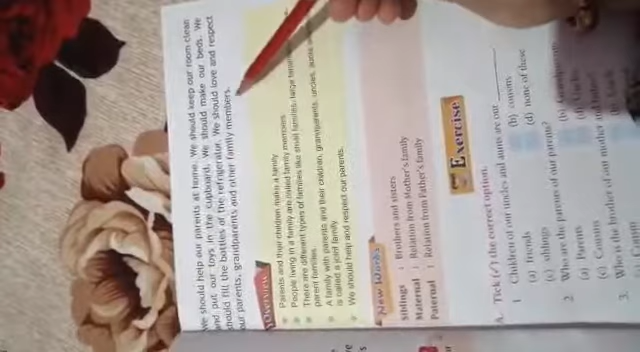 We should help our parents at home. We should keep our room clean
and put our toys in the cupboard. We should make our beds. We
should fill the bottles of the refrigerator. We should love and respect
our parents, grandparents and other family members.
Overview
Parents and their children make a family.
People living in a family are called family members.
There are different types of families like small families, large families
parent families.
A family with parents and their children, grandparents, uncles, aunts
is called a joint family.
We should help and respect our parents.
New Words
Siblings : Brothers and sisters
Maternal : Relation from Mother's family
Paternal : Relation from Father's family
Exercise
A. Tick (✓) the correct option.
1. Children of our uncles and aunts are our ______.
(a) friends (b) cousins
(c) siblings (d) none of these
2. Who are the parents of our parents?
(a) Parents (b)
(c) Cousins (d)
3. Who is the brother of our mother